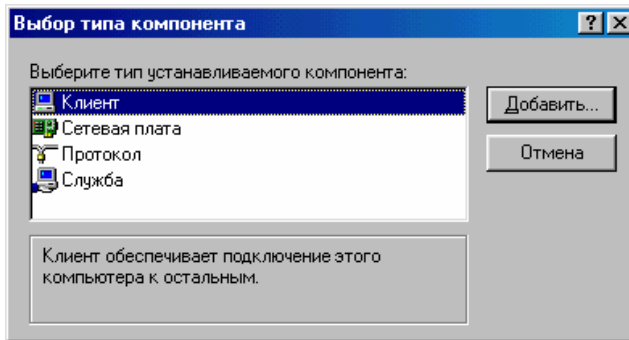 Выбор типа компонента
Выберите тип устанавливаемого компонента:
Клиент
Сетевая плата
Протокол
Служба
Добавить...
Отмена
Клиент обеспечивает подключение этого
компьютера к остальным.